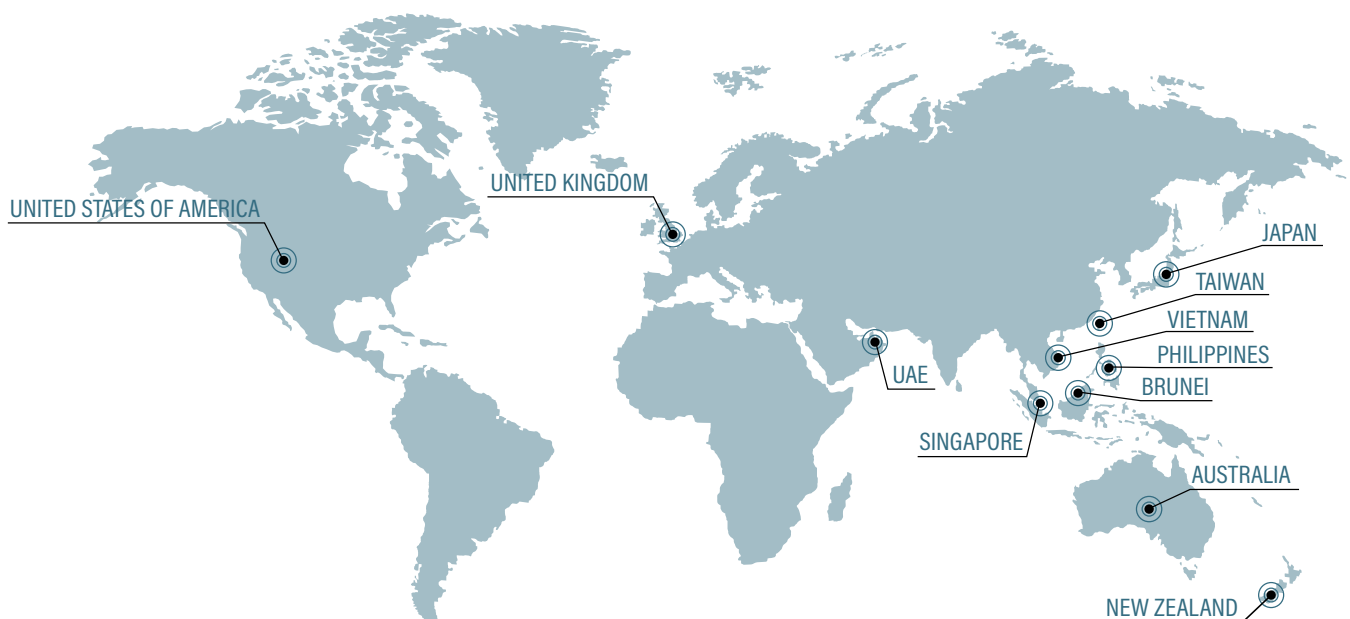 UNITED KINGDOM
UNITED STATES OF AMERICA
JAPAN
TAIWAN
VIETNAM
PHILIPPINES
UAE
BRUNEI
SINGAPORE
AUSTRALIA
NEW ZEALAND